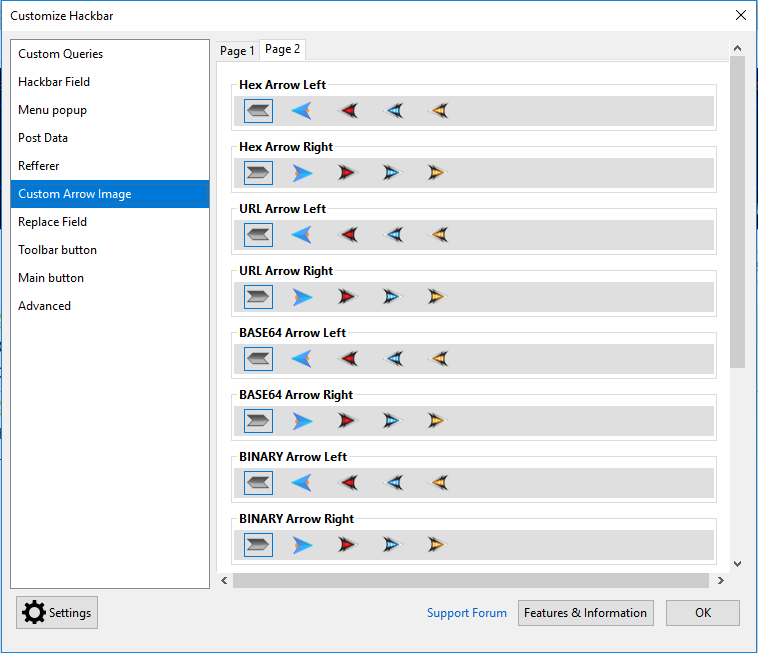 Customize Hackbar
Custom Queries
Hackbar Field
Menu popup
Post Data
Refferer
Custom Arrow Image
Replace Field
Toolbar button
Main button
Advanced
Page 1
Page 2
Hex Arrow Left
Hex Arrow Right
URL Arrow Left
URL Arrow Right
BASE64 Arrow Left
BASE64 Arrow Right
BINARY Arrow Left
BINARY Arrow Right
Settings
Support Forum
Features & Information
OK